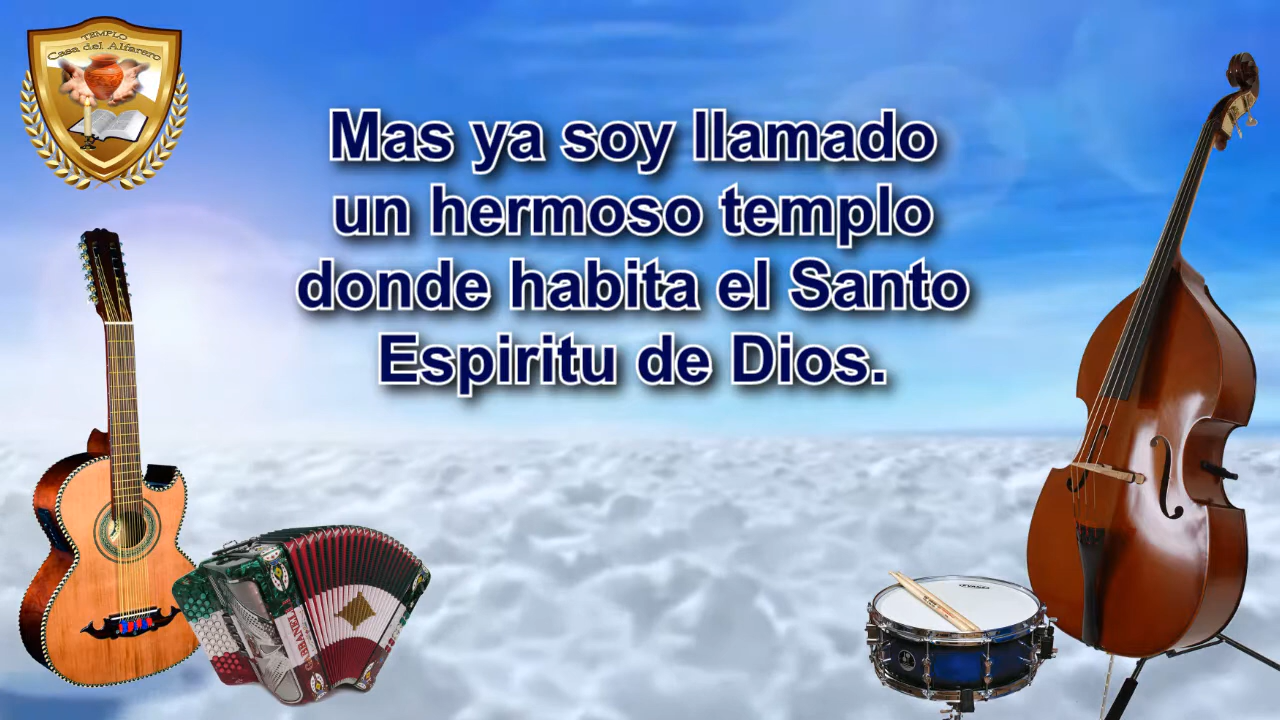 TEMPLO
Casa del Alfarero
Mas ya soy llamado
un hermoso templo
donde habita el Santo
Espiritu de Dios.